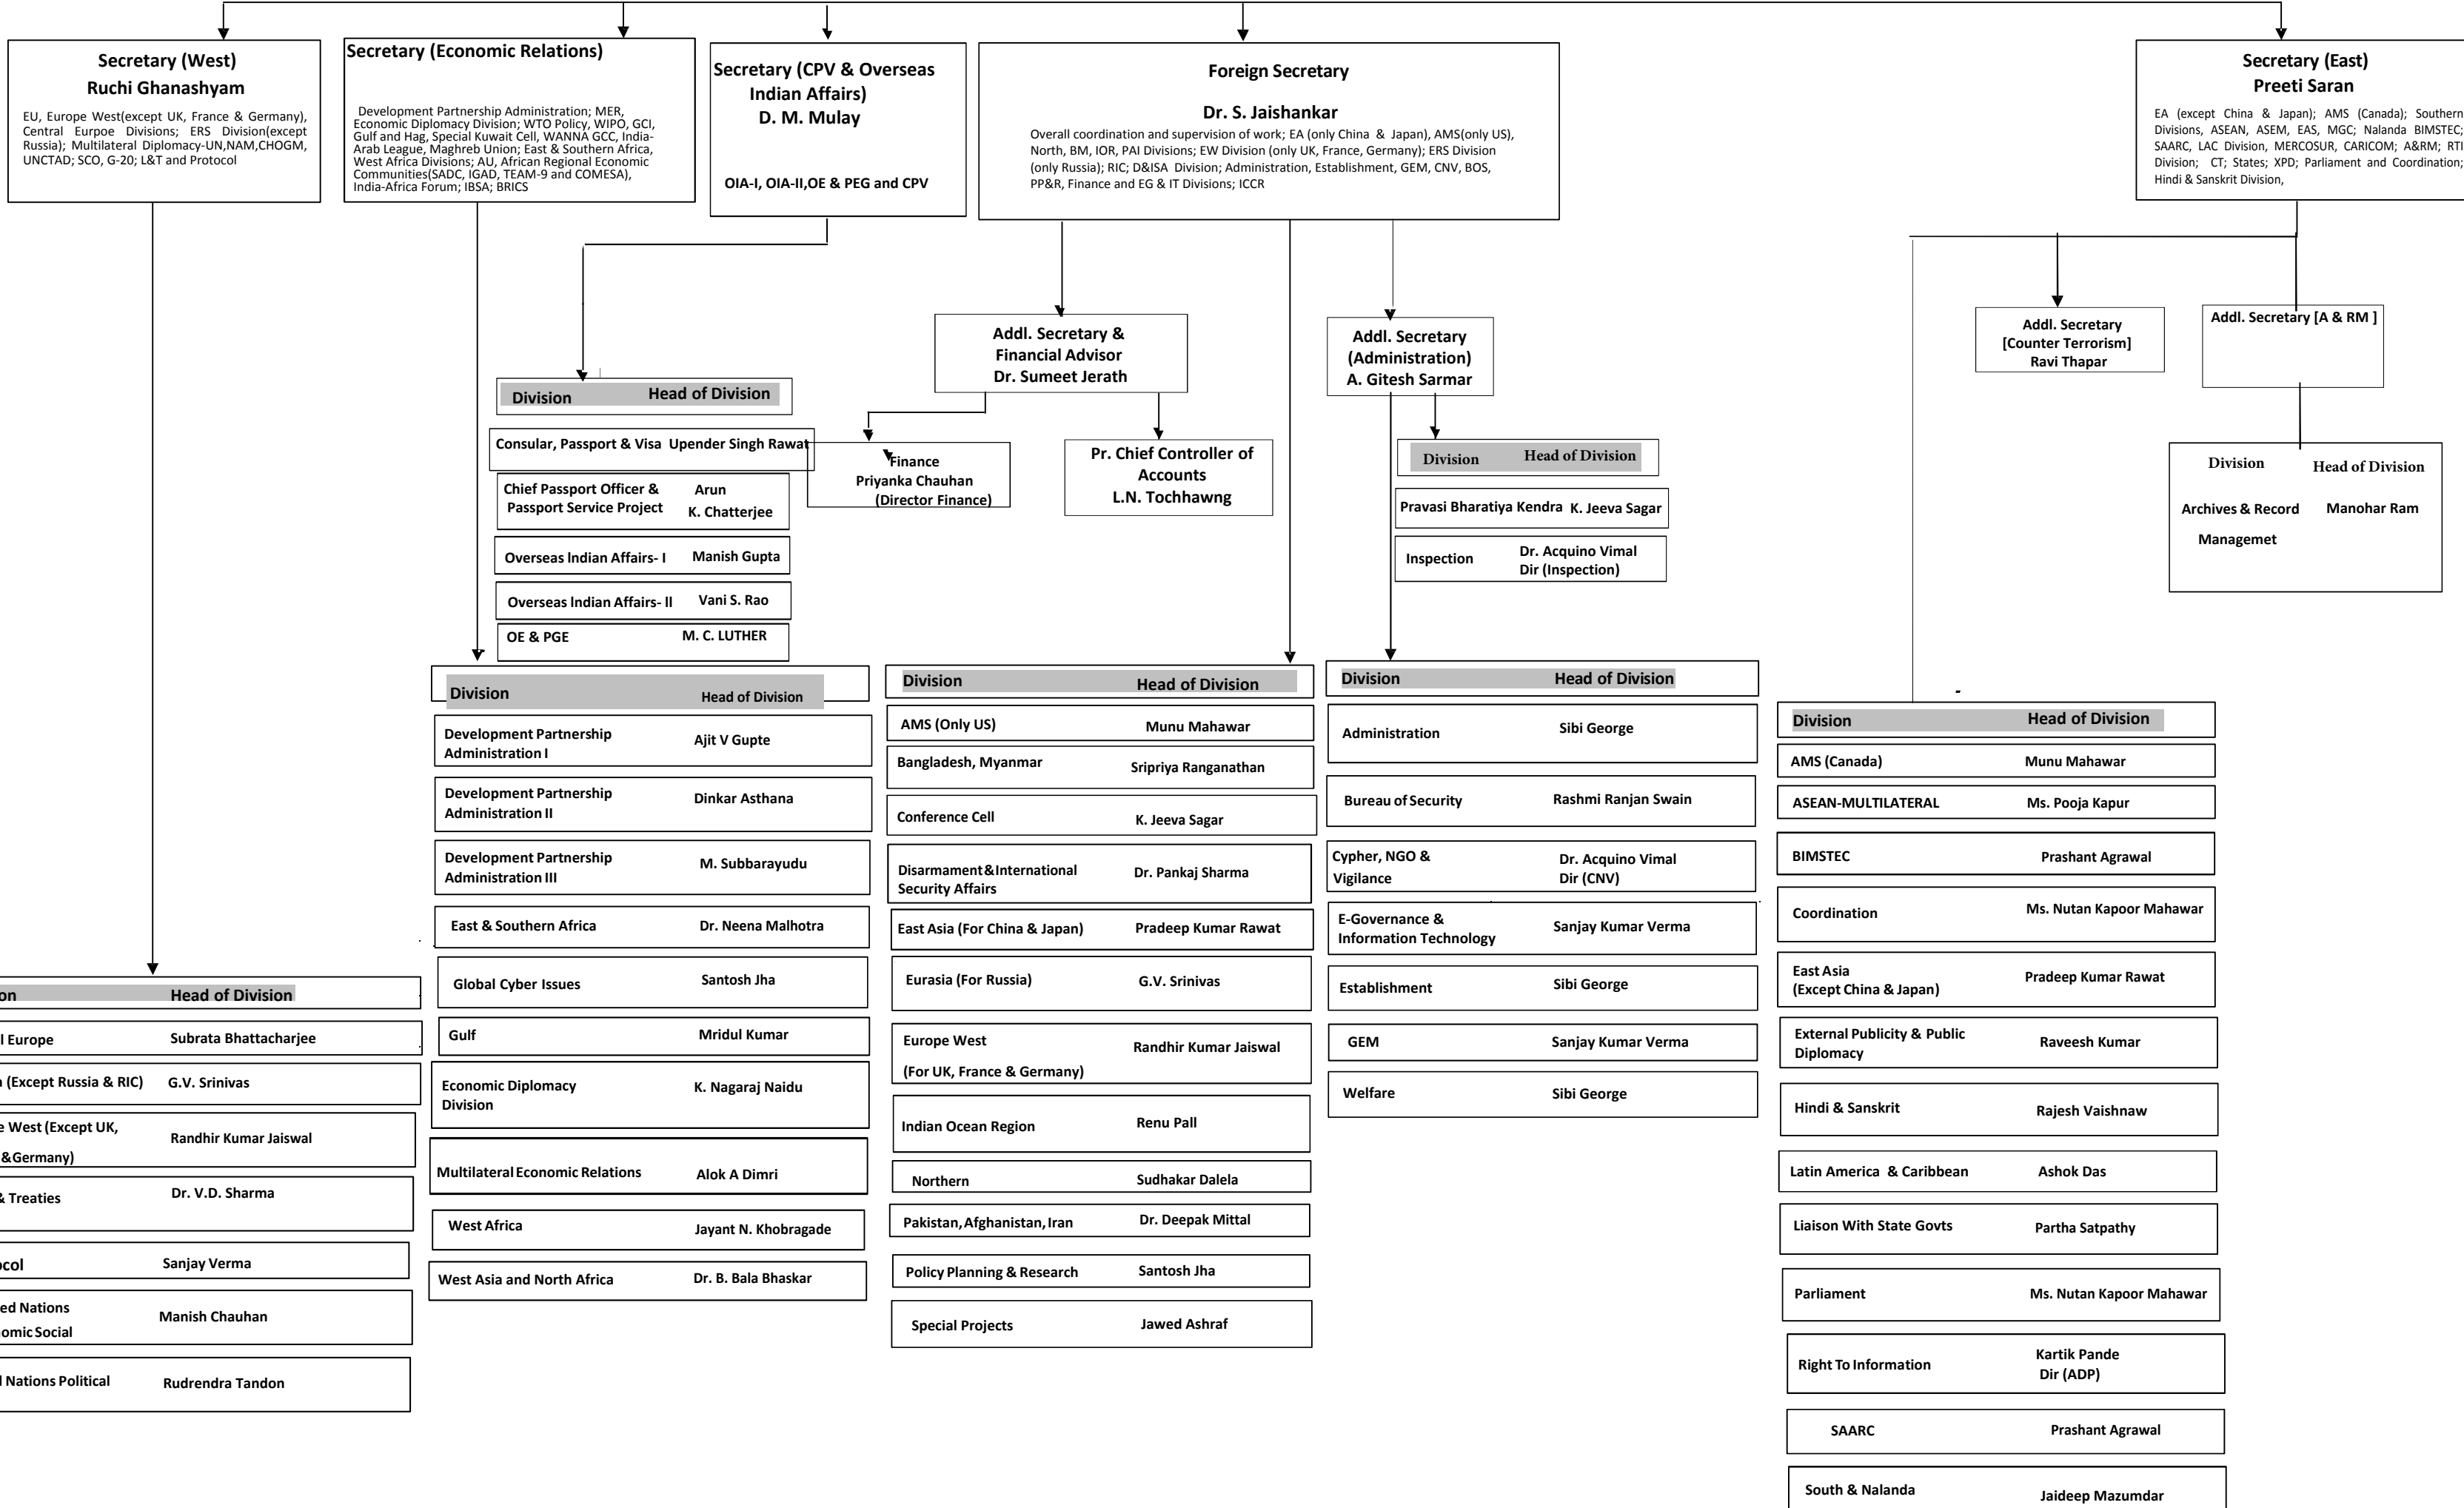 Secretary (West)
Ruchi Ghanashyam
EU, Europe West(except UK, France & Germany),
Central Eurpoe Divisions; ERS Division(except
Russia); Multilateral Diplomacy-UN,NAM,CHOGM,
UNCTAD; SCO, G-20; L&T and Protocol
Secretary (Economic Relations)
Development Partnership Administration; MER,
Economic Diplomacy Division; WTO Policy, WIPO, GCI,
Gulf and Hag, Special Kuwait Cell, WANNA GCC, India-
Arab League, Maghreb Union; East & Southern Africa,
West Africa Divisions; AU, African Regional Economic
Communities(SADC, IGAD, TEAM-9 and COMESA),
India-Africa Forum; IBSA; BRICS
Secretary (CPV & Overseas
Indian Affairs)
D. M. Mulay
OIA-I, OIA-II,OE & PEG and CPV
Foreign Secretary
Dr. S. Jaishankar
Overall coordination and supervision of work; EA (only China & Japan), AMS(only US),
North, BM, IOR, PAI Divisions; EW Division (only UK, France, Germany); ERS Division
(only Russia); RIC; D&ISA Division; Administration, Establishment, GEM, CNV, BOS,
PP&R, Finance and EG & IT Divisions; ICCR
Secretary (East)
Preeti Saran
EA (except China & Japan); AMS (Canada); Southern
Divisions, ASEAN, ASEM, EAS, MGC; Nalanda BIMSTEC;
SAARC, LAC Division, MERCOSUR, CARICOM; A&RM; RTI
Division; CT; States; XPD; Parliament and Coordination;
Hindi & Sanskrit Division,
Addl. Secretary &
Financial Advisor
Dr. Sumeet Jerath
Addl. Secretary
(Administration)
A. Gitesh Sarmar
Addl. Secretary
[Counter Terrorism]
Ravi Thapar
Addl. Secretary [A & RM ]
Division Head of Division
Consular, Passport & Visa Upender Singh Rawat
Chief Passport Officer & Arun
Passport Service Project K. Chatterjee
Overseas Indian Affairs- I Manish Gupta
Overseas Indian Affairs- II Vani S. Rao
OE & PGE M. C. LUTHER
Finance
Priyanka Chauhan
(Director Finance)
Pr. Chief Controller of
Accounts
L.N. Tochhawng
Division Head of Division
Pravasi Bharatiya Kendra K. Jeeva Sagar
Inspection Dr. Acquino Vimal
Dir (Inspection)
Division Head of Division
Archives & Record Manohar Ram
Managemet
on Head of Division
l Europe Subrata Bhattacharjee
(Except Russia & RIC) G.V. Srinivas
e West (Except UK, Randhir Kumar Jaiswal
&Germany)
& Treaties Dr. V.D. Sharma
ocol Sanjay Verma
ed Nations Manish Chauhan
omic Social
Nations Political Rudrendra Tandon
Division Head of Division
Development Partnership Ajit V Gupte
Administration I
Development Partnership Dinkar Asthana
Administration II
Development Partnership M. Subbarayudu
Administration III
East & Southern Africa Dr. Neena Malhotra
Global Cyber Issues Santosh Jha
Gulf Mridul Kumar
Economic Diplomacy K. Nagaraj Naidu
Division
Multilateral Economic Relations Alok A Dimri
West Africa Jayant N. Khobragade
West Asia and North Africa Dr. B. Bala Bhaskar
Division Head of Division
AMS (Only US) Munu Mahawar
Bangladesh, Myanmar Sripriya Ranganathan
Conference Cell K. Jeeva Sagar
Disarmament & International Dr. Pankaj Sharma
Security Affairs
East Asia (For China & Japan) Pradeep Kumar Rawat
Eurasia (For Russia) G.V. Srinivas
Europe West Randhir Kumar Jaiswal
(For UK, France & Germany)
Indian Ocean Region Renu Pall
Northern Sudhakar Dalela
Pakistan, Afghanistan, Iran Dr. Deepak Mittal
Policy Planning & Research Santosh Jha
Special Projects Jawed Ashraf
Division Head of Division
Administration Sibi George
Bureau of Security Rashmi Ranjan Swain
Cypher, NGO & Dr. Acquino Vimal
Vigilance Dir (CNV)
E-Governance & Sanjay Kumar Verma
Information Technology
Establishment Sibi George
GEM Sanjay Kumar Verma
Welfare Sibi George
Division Head of Division
AMS (Canada) Munu Mahawar
ASEAN-MULTILATERAL Ms. Pooja Kapur
BIMSTEC Prashant Agrawal
Coordination Ms. Nutan Kapoor Mahawar
East Asia Pradeep Kumar Rawat
(Except China & Japan)
External Publicity & Public Raveesh Kumar
Diplomacy
Hindi & Sanskrit Rajesh Vaishnaw
Latin America & Caribbean Ashok Das
Liaison With State Govts Partha Satpathy
Parliament Ms. Nutan Kapoor Mahawar
Right To Information Kartik Pande
Dir (ADP)
SAARC Prashant Agrawal
South & Nalanda Jaideep Mazumdar